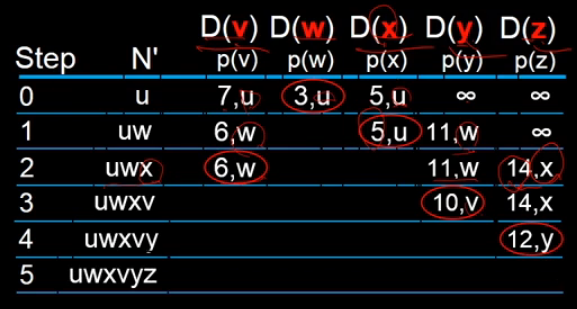 D(v) D(w) D(x) D(y) D(z)
Step N' p(v) p(w) p(x) p(y) p(z)
0 u 7,u 3,u 5,u ∞ ∞
1 uw 6,w 5,u 11,w ∞
2 uwx 6,w 11,w 14,x
3 uwxv 10,v 14,x
4 uwxvy 12,y
5 uwxvyz